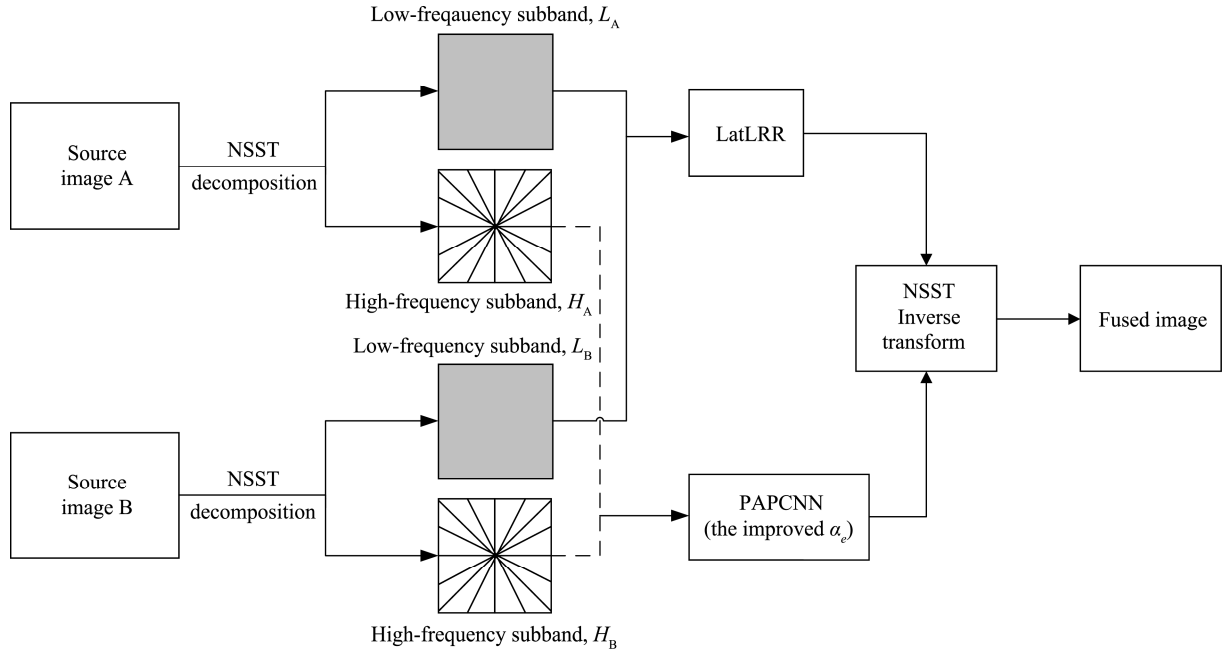 Low-freqauency subband, L_A
Source
image A
NSST
decomposition
High-frequency subband, H_A
LatLRR
Low-frequency subband, L_B
NSST
Inverse
transform
Fused image
Source
image B
NSST
decomposition
High-frequency subband, H_B
PAPCNN
(the improved α_e)